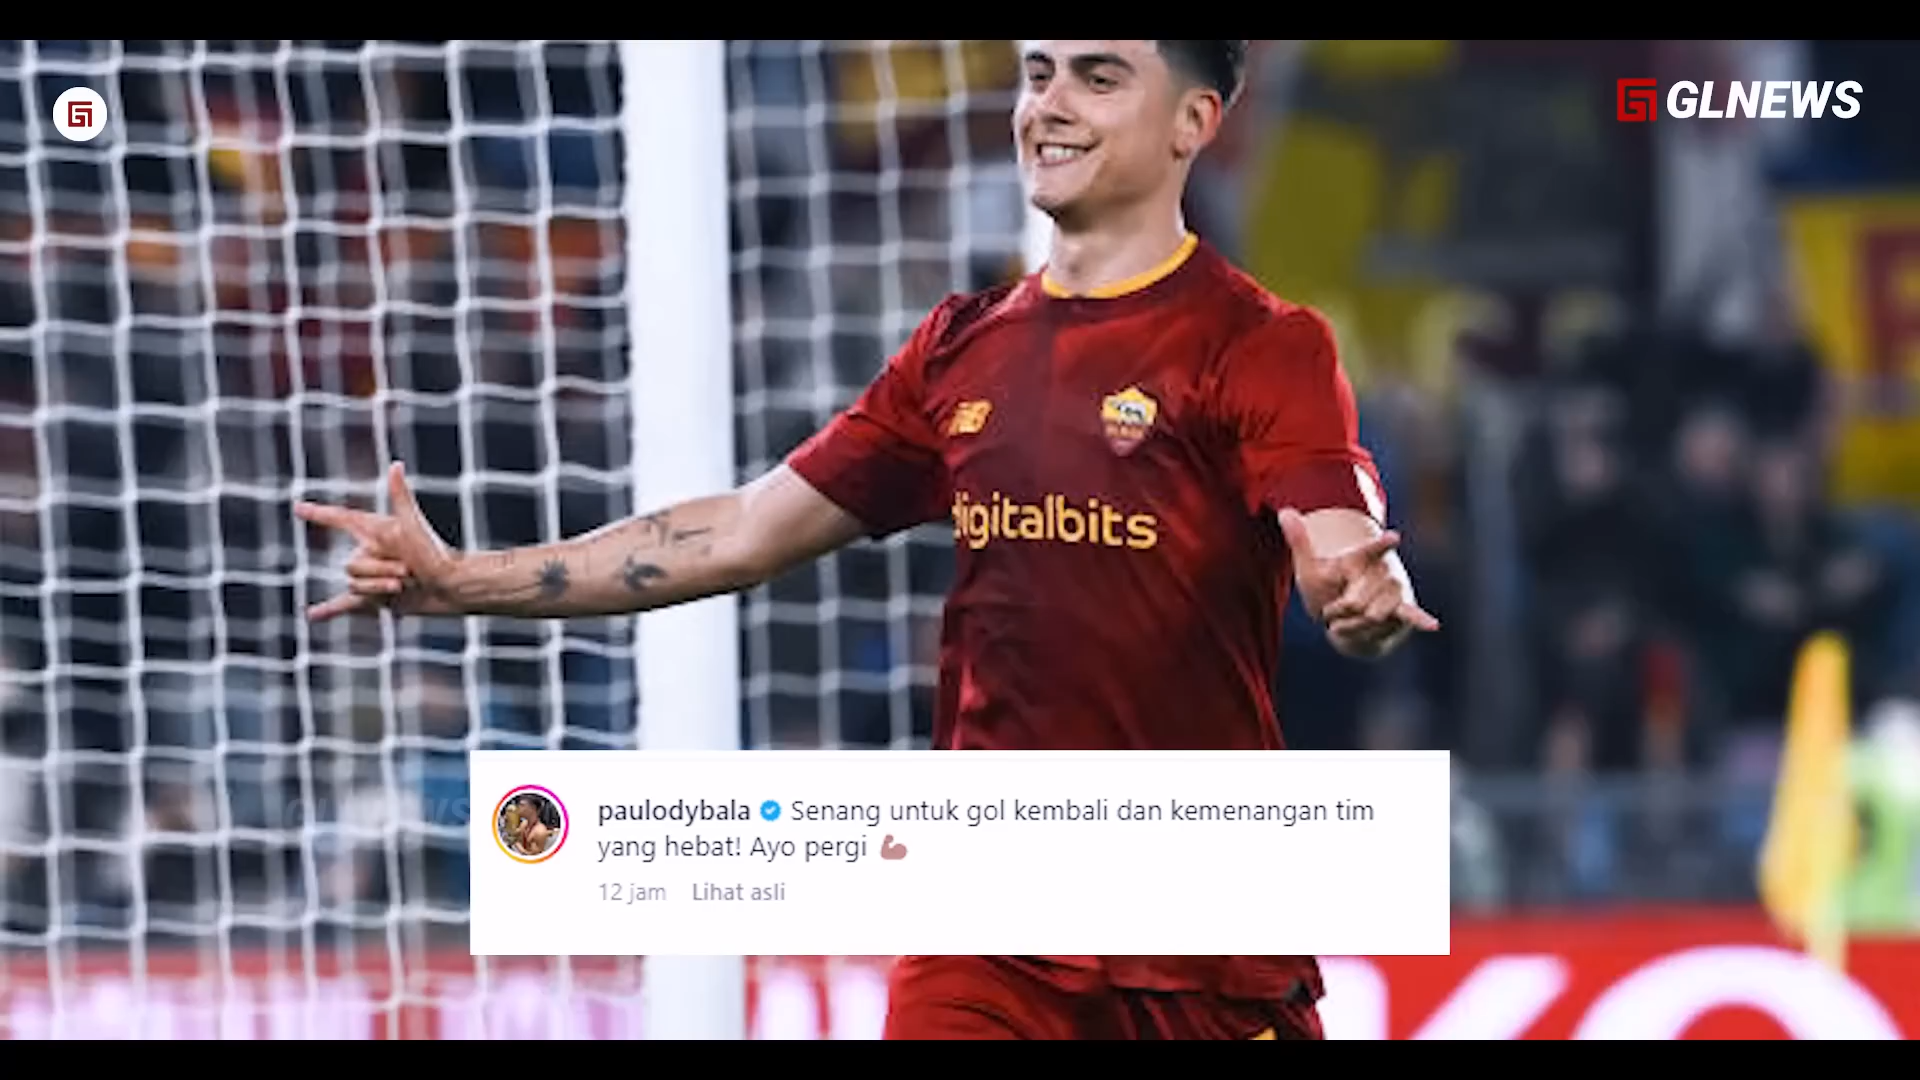 GLNEWS
digitalbits
paulodybala Senang untuk gol kembali dan kemenangan tim
yang hebat! Ayo pergi 💪
12 jam Lihat asli